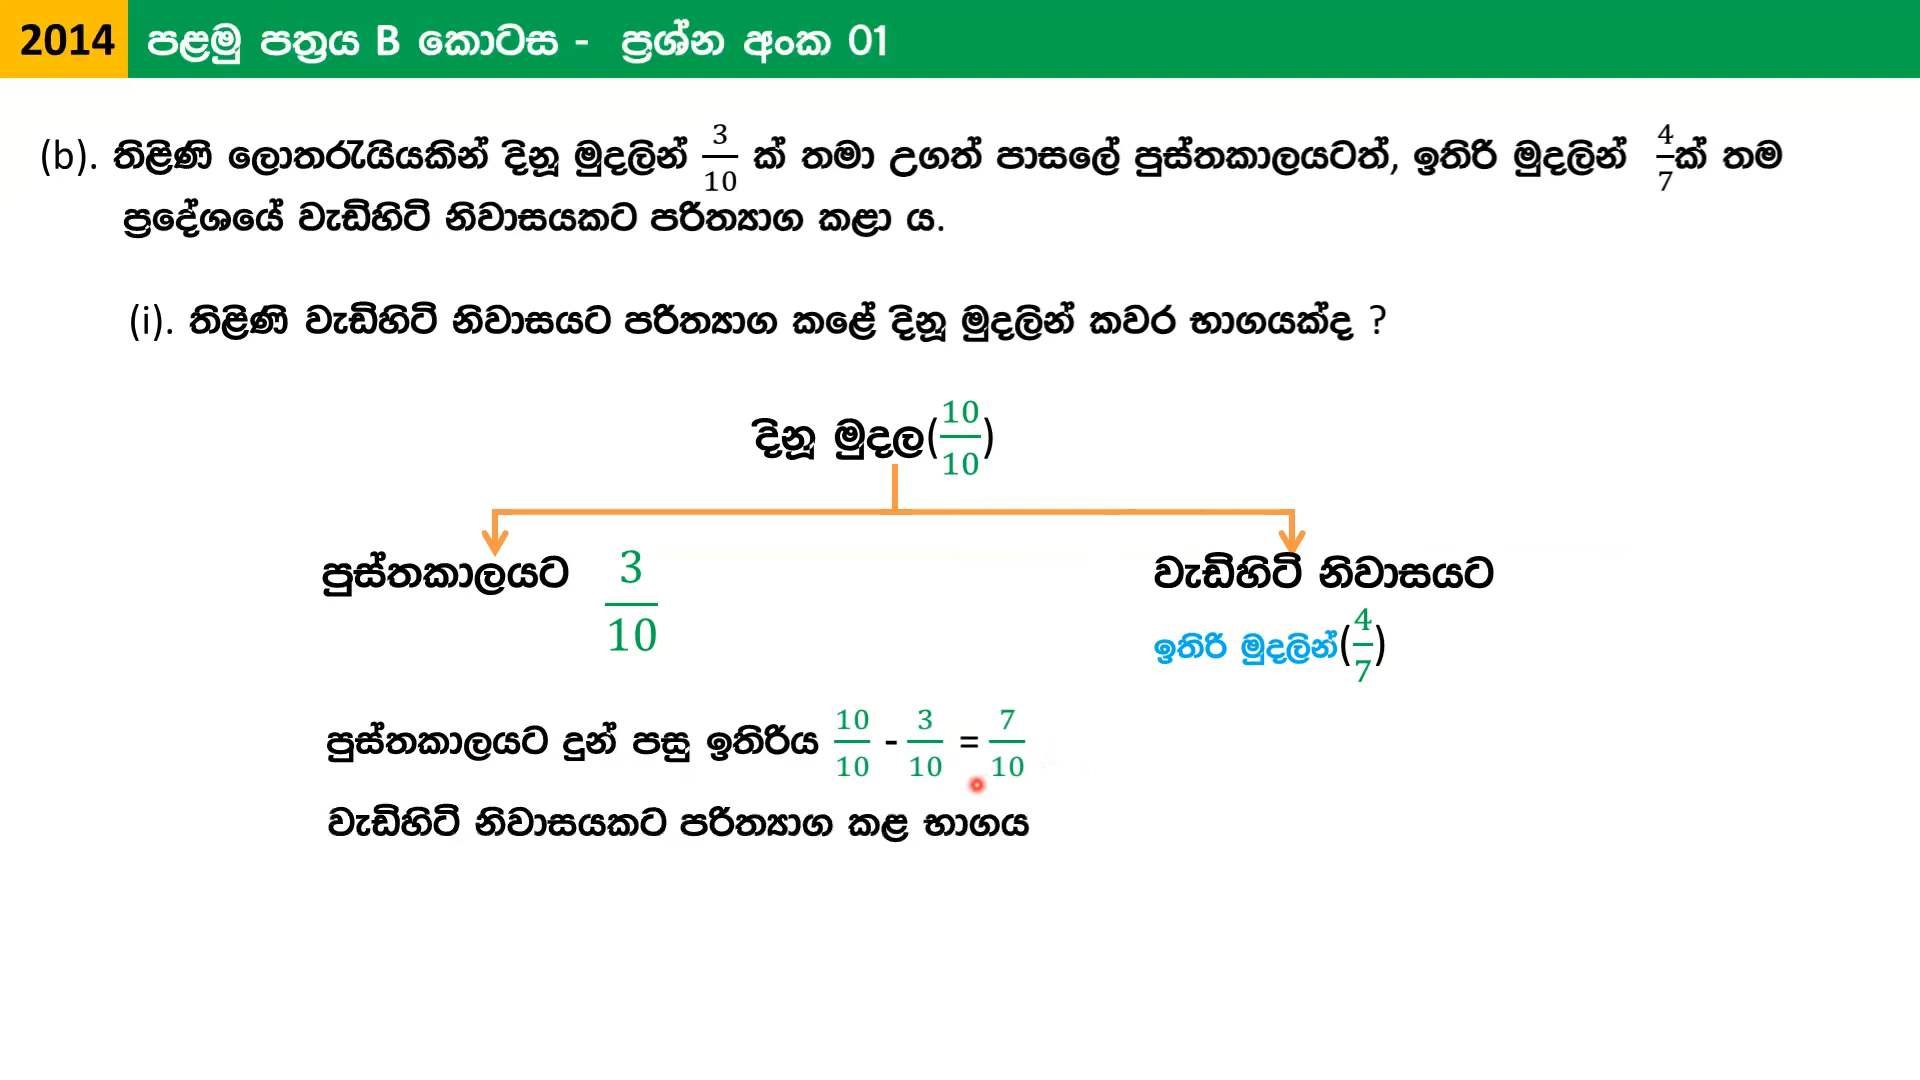 2014 පළමු පත්‍රය B කොටස - ප්‍රශ්න අංක 01
(b). තිළිණි ලොතරැයියකින් දිනූ මුදලින් 3/10 ක් තමා උගත් පාසලේ පුස්තකාලයටත්, ඉතිරි මුදලින් 4/7 ක් තම
ප්‍රදේශයේ වැඩිහිටි නිවාසයකට පරිත්‍යාග කළා ය.
(i). තිළිණි වැඩිහිටි නිවාසයට පරිත්‍යාග කළේ දිනූ මුදලින් කවර භාගයක්ද ?
දිනූ මුදල(10/10)
පුස්තකාලයට 3/10
වැඩිහිටි නිවාසයට
ඉතිරි මුදලින්(4/7)
පුස්තකාලයට දුන් පසු ඉතිරිය 10/10 - 3/10 = 7/10
වැඩිහිටි නිවාසයකට පරිත්‍යාග කළ භාගය